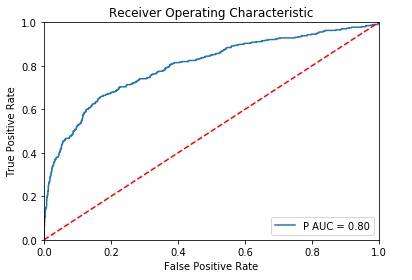 Receiver Operating Characteristic
1.0
0.8
0.6
0.4
0.2
0.0
True Positive Rate
P AUC = 0.80
0.0 0.2 0.4 0.6 0.8 1.0
False Positive Rate